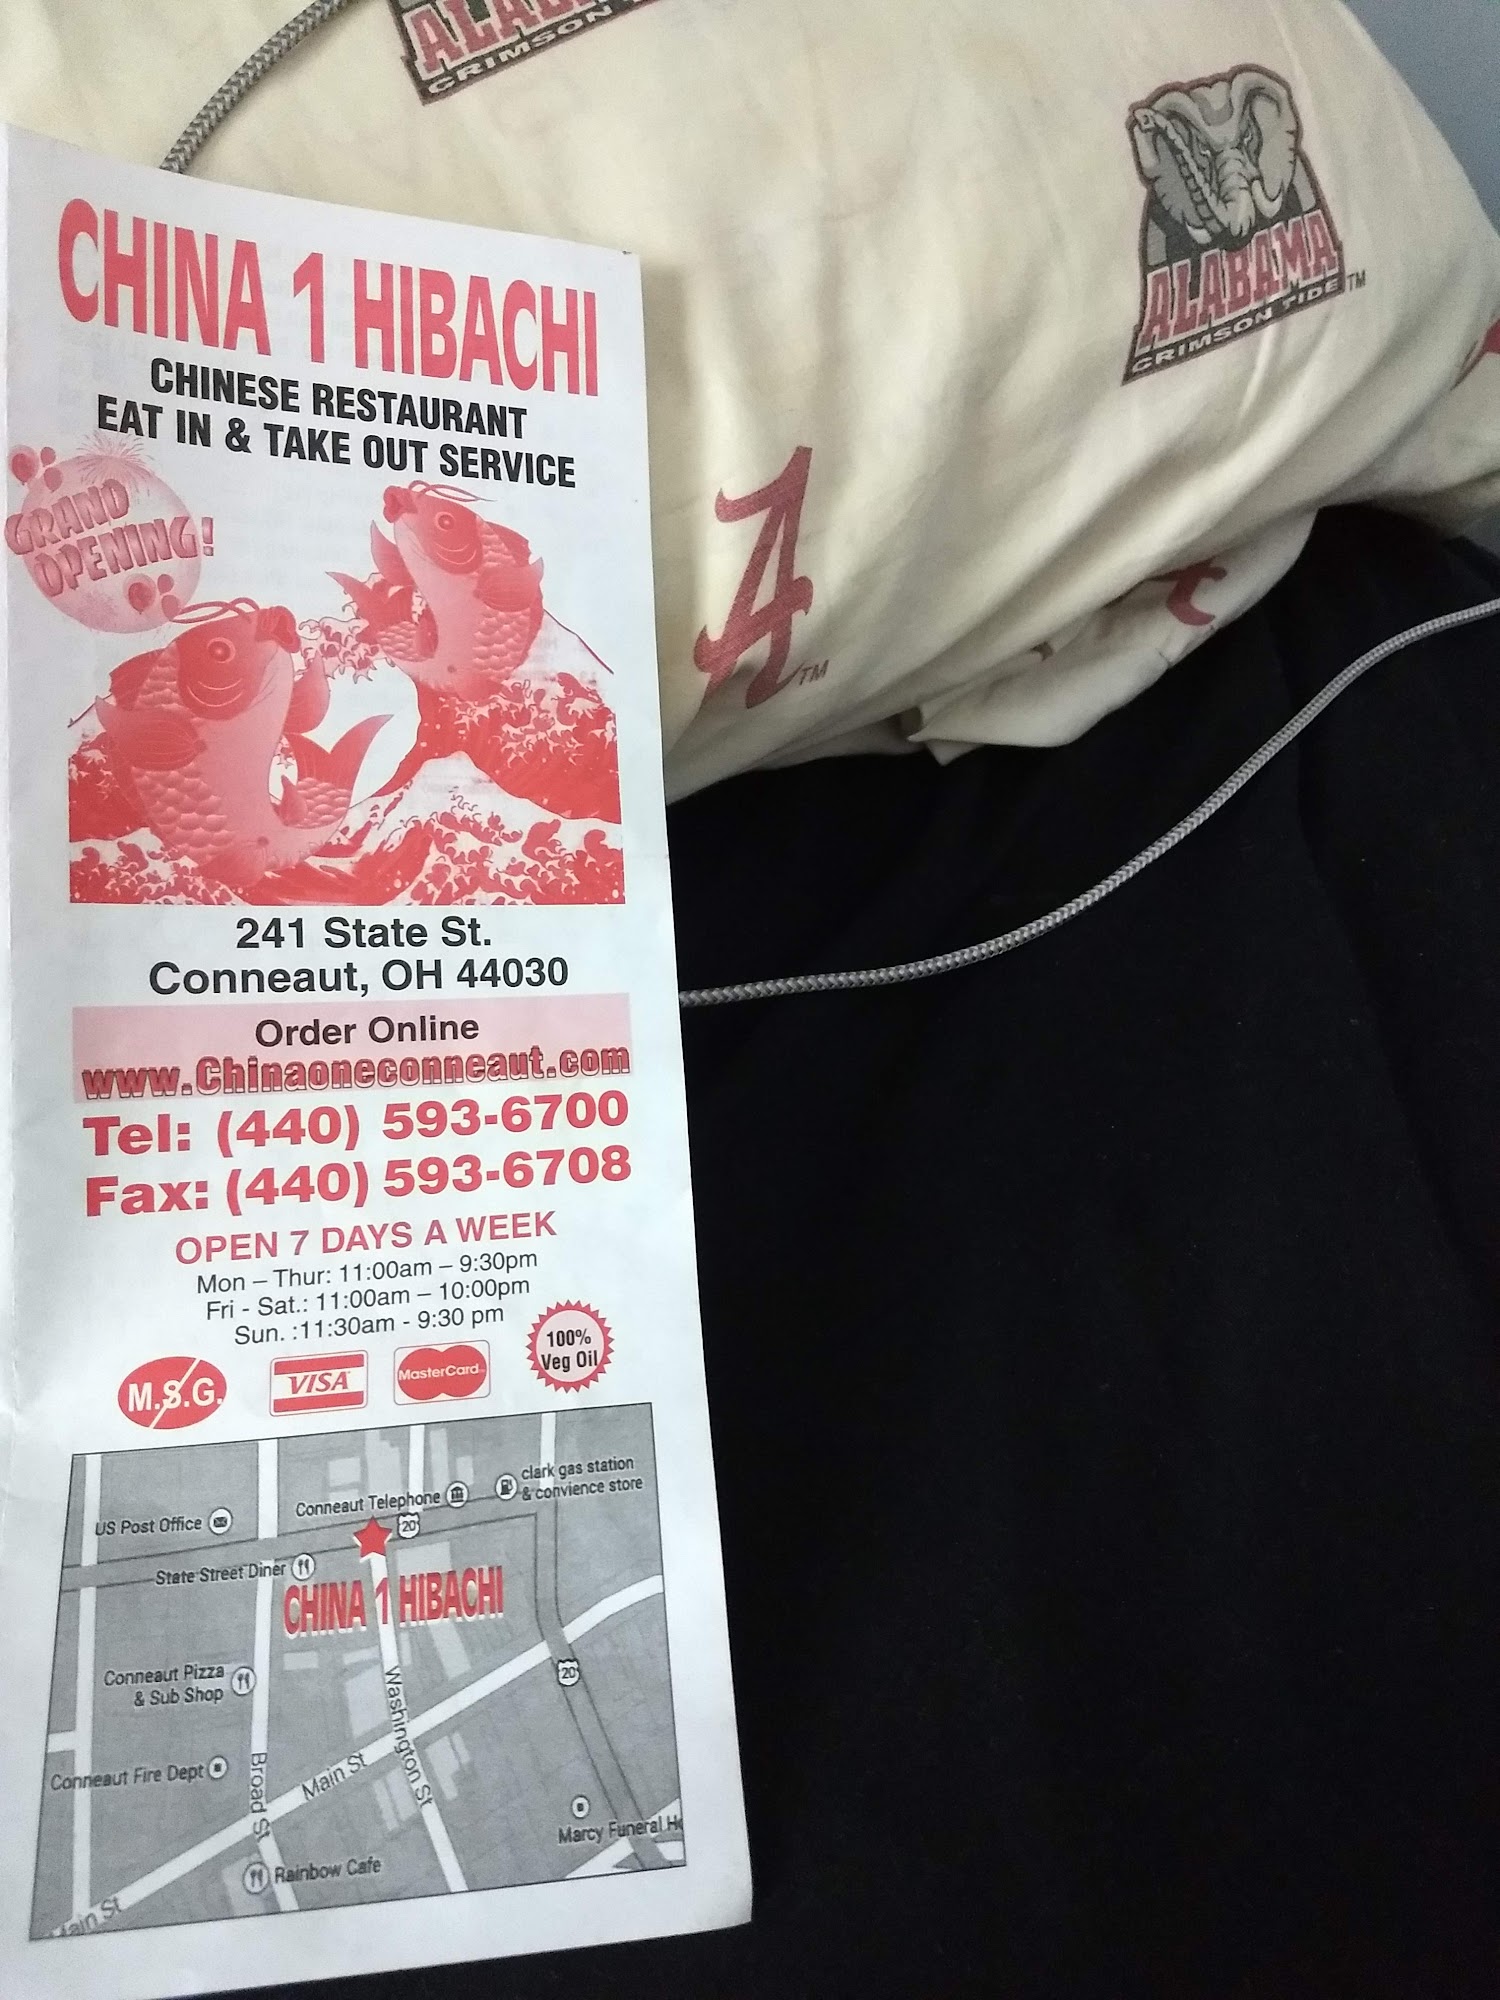 CHINA 1 HIBACHI
CHINESE RESTAURANT
EAT IN & TAKE OUT SERVICE
GRAND
OPENING!
241 State St.
Conneaut, OH 44030
Order Online
www.Chinaoneconneaut.com
Tel: (440) 593-6700
Fax: (440) 593-6708
OPEN 7 DAYS A WEEK
Mon – Thur: 11:00am – 9:30pm
Fri - Sat.: 11:00am – 10:00pm
Sun. :11:30am - 9:30 pm
M.S.G.
VISA
MasterCard
100%
Veg Oil
clark gas station
& convience store
Conneaut Telephone
US Post Office
20
State Street Diner
CHINA 1 HIBACHI
Conneaut Pizza
& Sub Shop
20
Washington St
Conneaut Fire Dept
Broad St
Main St
Marcy Funeral
Rainbow Cafe
Main St
ALABAMA
CRIMSON TIDE
ALABAMA TM
CRIMSON TIDE
A TM